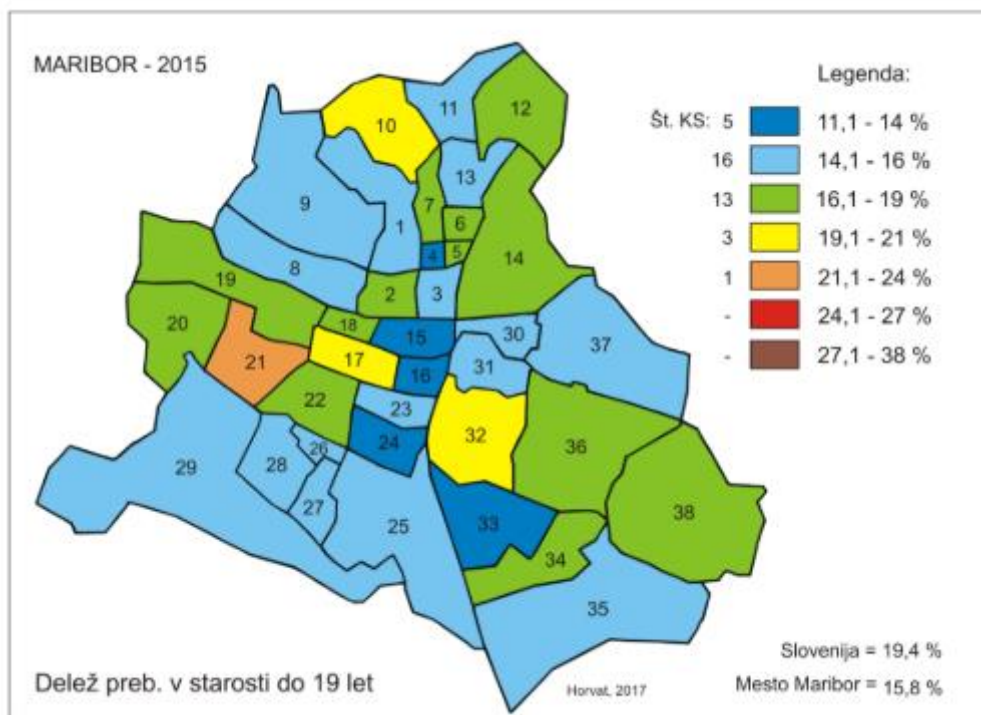 MARIBOR - 2015
Legenda:
Št. KS: 5 11,1 - 14 %
16 14,1 - 16 %
13 16,1 - 19 %
3 19,1 - 21 %
1 21,1 - 24 %
- 24,1 - 27 %
- 27,1 - 38 %
11
12
10
13
9
7
1
6
5
4
14
8
3
2
19
18
15
30
37
20
17
31
21
16
22
23
32
24
36
26
29
28
27
25
33
38
34
35
Slovenija = 19,4 %
Delež preb. v starosti do 19 let
Horvat, 2017
Mesto Maribor = 15,8 %